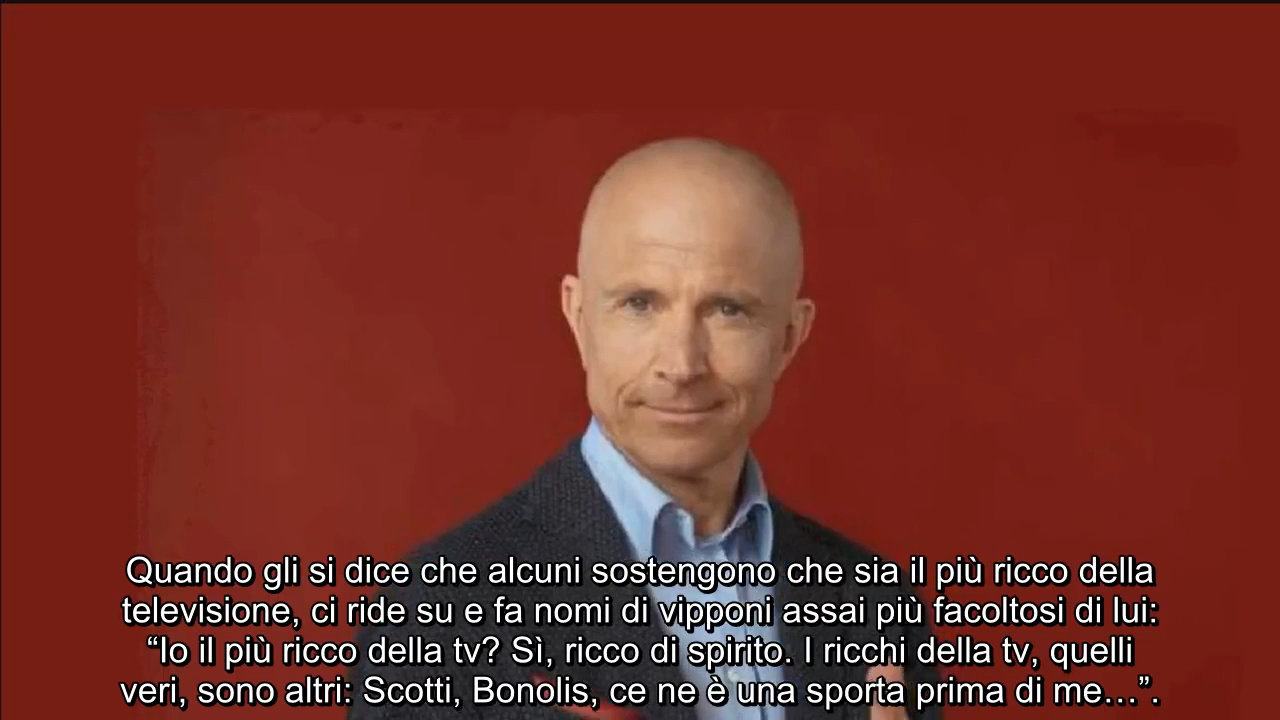 Quando gli si dice che alcuni sostengono che sia il più ricco della
televisione, ci ride su e fa nomi di vipponi assai più facoltosi di lui:
“Io il più ricco della tv? Sì, ricco di spirito. I ricchi della tv, quelli
veri, sono altri: Scotti, Bonolis, ce ne è una sporta prima di me…”.